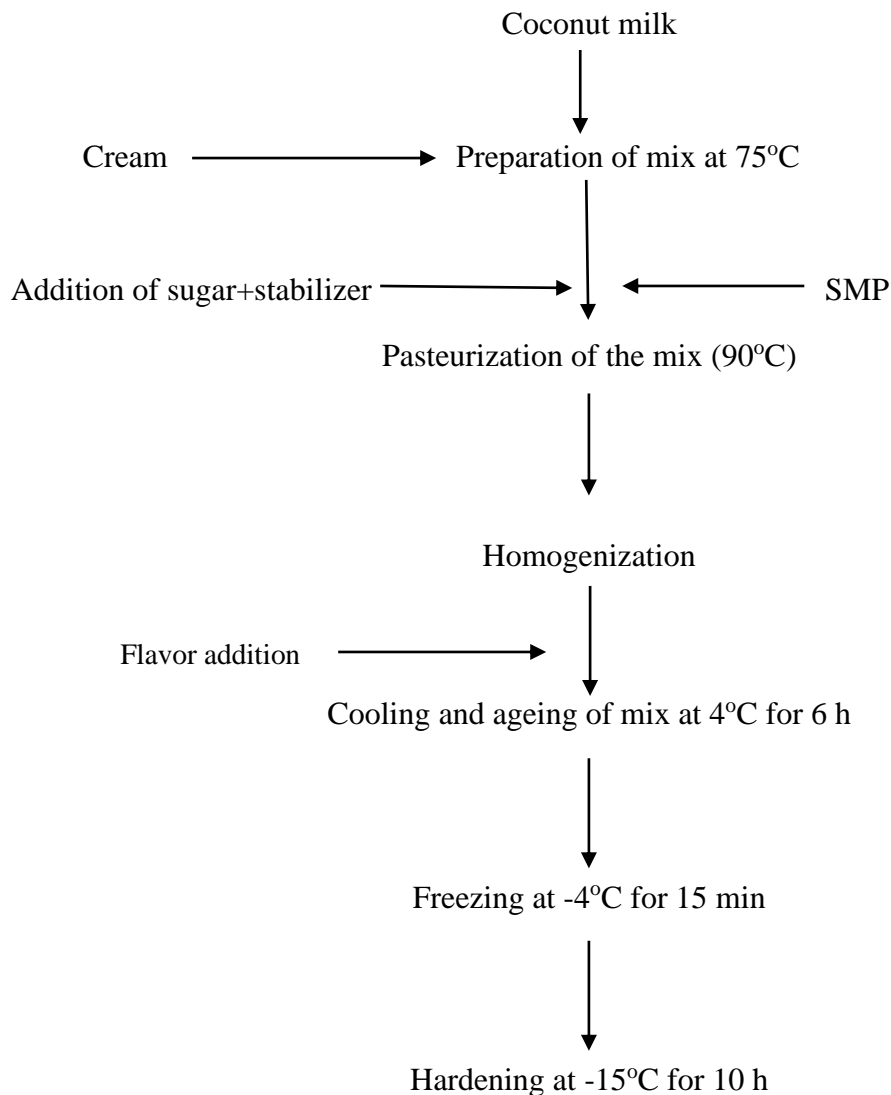 Coconut milk
Cream
Preparation of mix at 75°C
Addition of sugar+stabilizer
SMP
Pasteurization of the mix (90°C)
Homogenization
Flavor addition
Cooling and ageing of mix at 4°C for 6 h
Freezing at -4°C for 15 min
Hardening at -15°C for 10 h